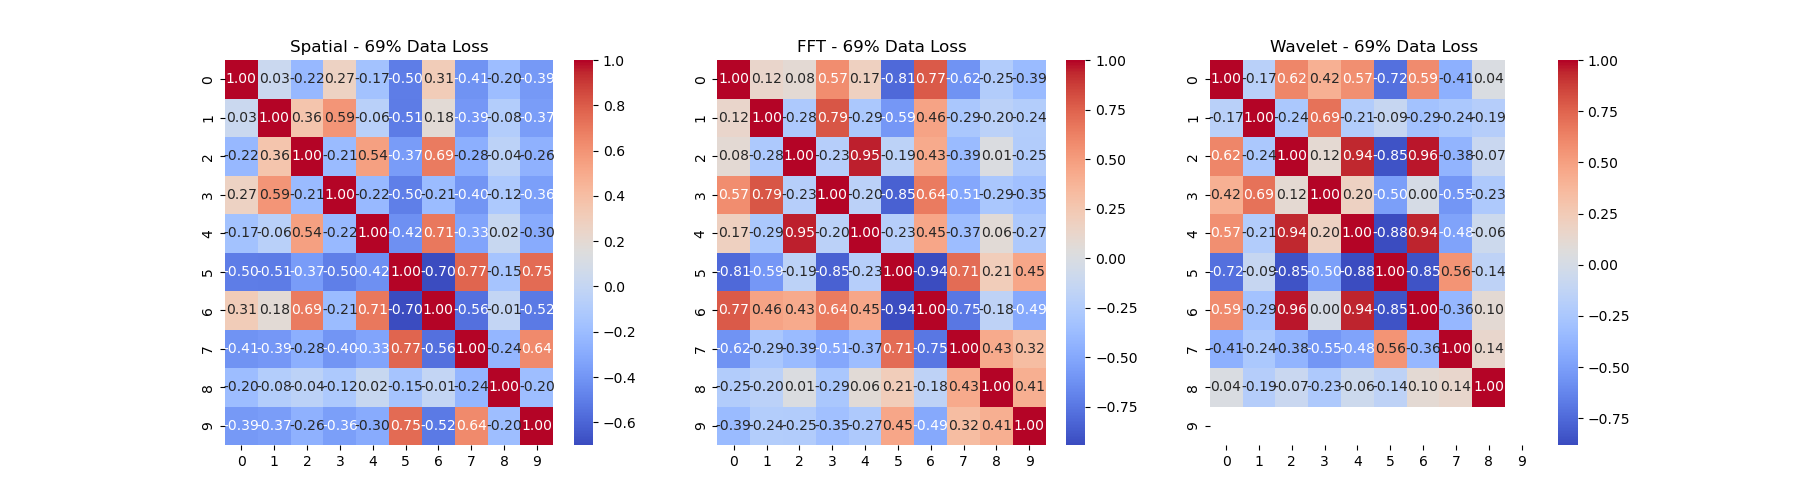 Spatial - 69% Data Loss
0 1.00 0.03 -0.22 0.27 -0.17 -0.50 0.31 -0.41 -0.20 -0.39
1 0.03 1.00 0.36 0.59 -0.06 -0.51 0.18 -0.39 -0.08 -0.37
2 -0.22 0.36 1.00 -0.21 0.54 -0.37 0.69 -0.28 -0.04 -0.26
3 0.27 0.59 -0.21 1.00 -0.22 -0.50 -0.21 -0.40 -0.12 -0.36
4 -0.17 -0.06 0.54 -0.22 1.00 -0.42 0.71 -0.33 0.02 -0.30
5 -0.50 -0.51 -0.37 -0.50 -0.42 1.00 -0.70 0.77 -0.15 0.75
6 0.31 0.18 0.69 -0.21 0.71 -0.70 1.00 -0.56 -0.01 -0.52
7 -0.41 -0.39 -0.28 -0.40 -0.33 0.77 -0.56 1.00 -0.24 0.64
8 -0.20 -0.08 -0.04 -0.12 0.02 -0.15 -0.01 -0.24 1.00 -0.20
9 -0.39 -0.37 -0.26 -0.36 -0.30 0.75 -0.52 0.64 -0.20 1.00
0 1 2 3 4 5 6 7 8 9
1.0
0.8
0.6
0.4
0.2
0.0
−0.2
−0.4
−0.6
FFT - 69% Data Loss
0 1.00 0.12 0.08 0.57 0.17 -0.81 0.77 -0.62 -0.25 -0.39
1 0.12 1.00 -0.28 0.79 -0.29 -0.59 0.46 -0.29 -0.20 -0.24
2 0.08 -0.28 1.00 -0.23 0.95 -0.19 0.43 -0.39 0.01 -0.25
3 0.57 0.79 -0.23 1.00 -0.20 -0.85 0.64 -0.51 -0.29 -0.35
4 0.17 -0.29 0.95 -0.20 1.00 -0.23 0.45 -0.37 0.06 -0.27
5 -0.81 -0.59 -0.19 -0.85 -0.23 1.00 -0.94 0.71 0.21 0.45
6 0.77 0.46 0.43 0.64 0.45 -0.94 1.00 -0.75 -0.18 -0.49
7 -0.62 -0.29 -0.39 -0.51 -0.37 0.71 -0.75 1.00 0.43 0.32
8 -0.25 -0.20 0.01 -0.29 0.06 0.21 -0.18 0.43 1.00 0.41
9 -0.39 -0.24 -0.25 -0.35 -0.27 0.45 -0.49 0.32 0.41 1.00
0 1 2 3 4 5 6 7 8 9
1.00
0.75
0.50
0.25
0.00
−0.25
−0.50
−0.75
Wavelet - 69% Data Loss
0 1.00 -0.17 0.62 0.42 0.57 -0.72 0.59 -0.41 -0.04
1 -0.17 1.00 -0.24 0.69 -0.21 -0.09 -0.29 -0.24 -0.19
2 0.62 -0.24 1.00 0.12 0.94 -0.85 0.96 -0.38 -0.07
3 0.42 0.69 0.12 1.00 0.20 -0.50 0.00 -0.55 -0.23
4 0.57 -0.21 0.94 0.20 1.00 -0.88 0.94 -0.48 -0.06
5 -0.72 -0.09 -0.85 -0.50 -0.88 1.00 -0.85 0.56 -0.14
6 0.59 -0.29 0.96 0.00 0.94 -0.85 1.00 -0.36 0.10
7 -0.41 -0.24 -0.38 -0.55 -0.48 0.56 -0.36 1.00 0.14
8 -0.04 -0.19 -0.07 -0.23 -0.06 -0.14 0.10 0.14 1.00
9
0 1 2 3 4 5 6 7 8 9
1.00
0.75
0.50
0.25
0.00
−0.25
−0.50
−0.75